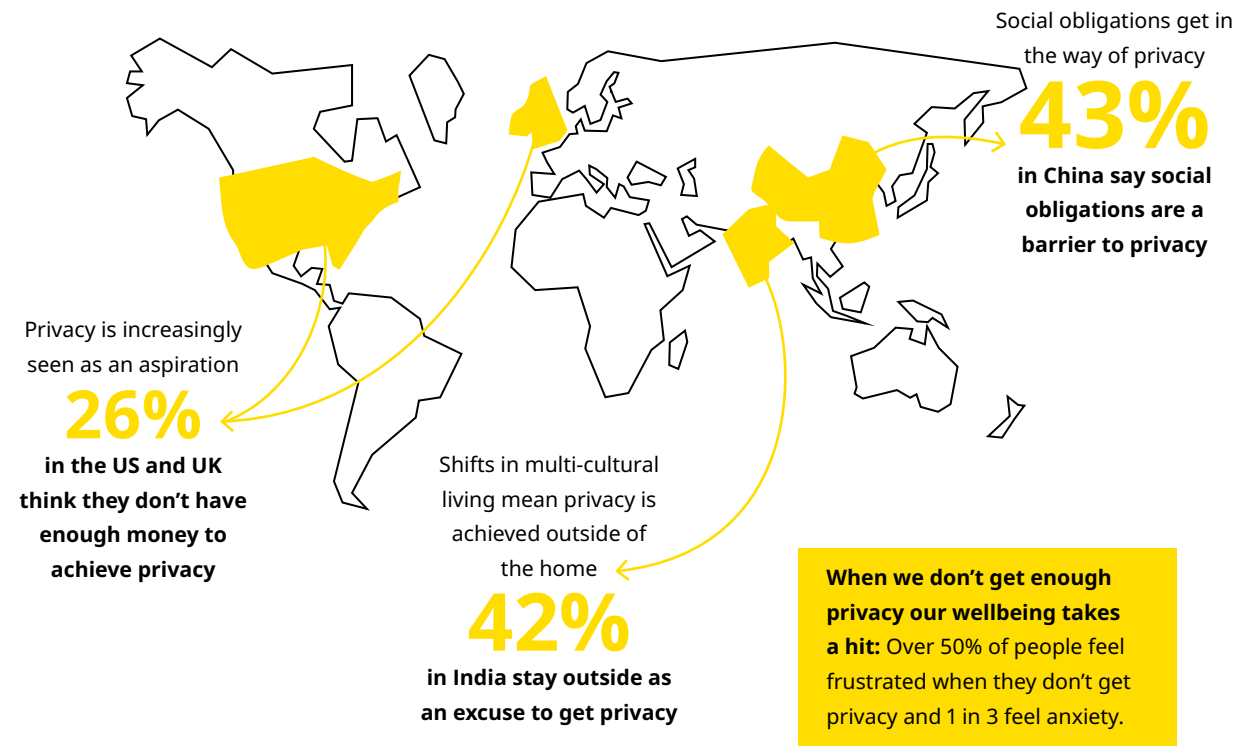 Social obligations get in
the way of privacy
43%
in China say social
obligations are a
barrier to privacy
Privacy is increasingly
seen as an aspiration
26%
in the US and UK
think they don’t have
enough money to
achieve privacy
Shifts in multi-cultural
living mean privacy is
achieved outside of
the home
42%
in India stay outside as
an excuse to get privacy
When we don’t get enough
privacy our wellbeing takes
a hit: Over 50% of people feel
frustrated when they don’t get
privacy and 1 in 3 feel anxiety.